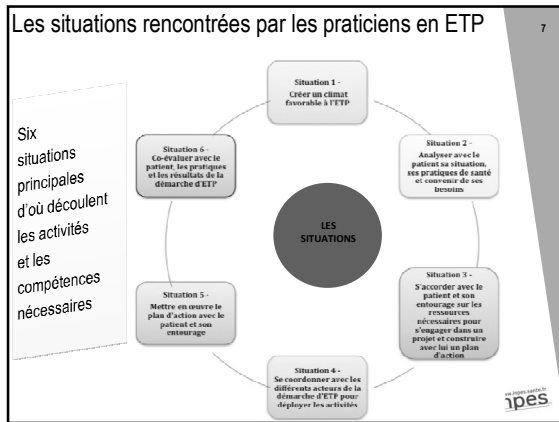 Les situations rencontrées par les praticiens en ETP
7
Six
situations
principales
d'où découlent
les activités
et les
compétences
nécessaires
Situation 1 -
Créer un climat
favorable à l'ETP
Situation 2 -
Analyser avec le
patient sa situation,
ses pratiques de santé
et convenir de ses
besoins
Situation 3 -
S'accorder avec le
patient et son
entourage sur les
ressources
nécessaires pour
s'engager dans un
projet et construire
avec lui un plan
d'action
Situation 4 -
Se coordonner avec les
différents acteurs de la
démarche d'ETP pour
déployer les activités
Situation 5 -
Mettre en œuvre le
plan d'action avec le
patient et son
entourage
Situation 6 -
Co-évaluer avec le
patient, les pratiques
et les résultats de la
démarche d'ETP
LES
SITUATIONS
www.inpes.sante.fr
inpes